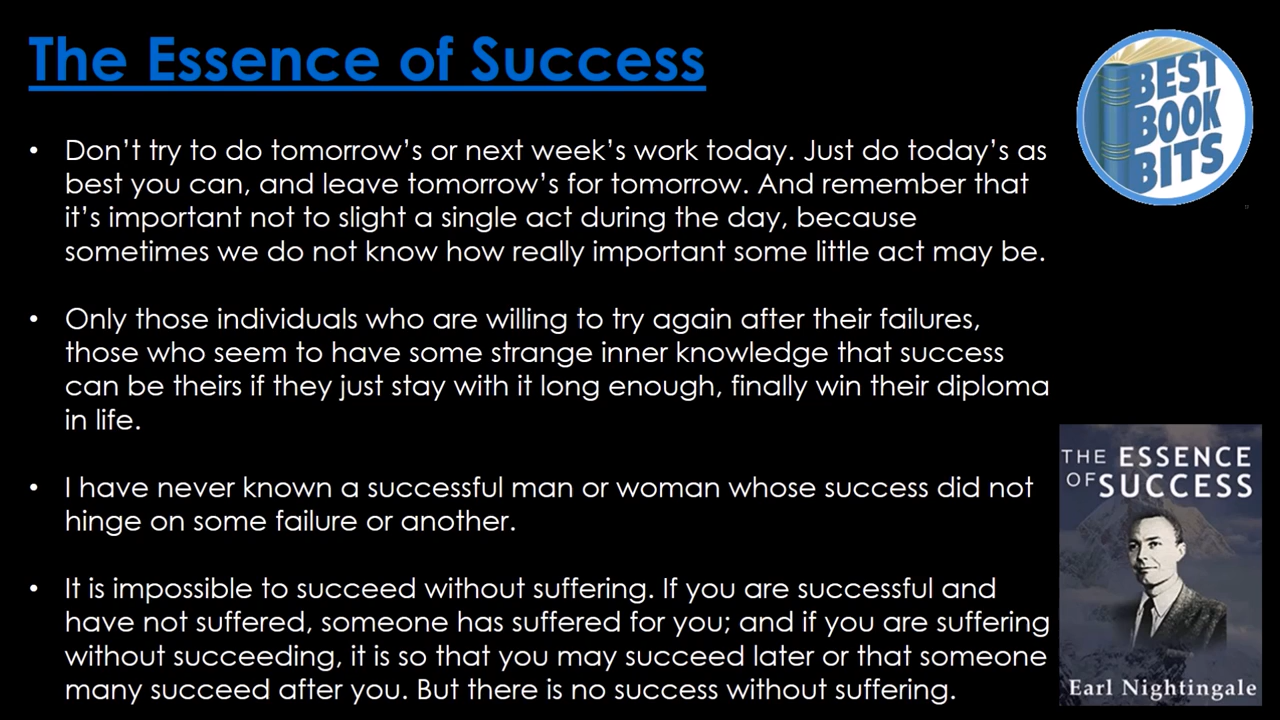 The Essence of Success
BEST
BOOK
BITS
• Don’t try to do tomorrow’s or next week’s work today. Just do today’s as
best you can, and leave tomorrow’s for tomorrow. And remember that
it’s important not to slight a single act during the day, because
sometimes we do not know how really important some little act may be.
• Only those individuals who are willing to try again after their failures,
those who seem to have some strange inner knowledge that success
can be theirs if they just stay with it long enough, finally win their diploma
in life.
• I have never known a successful man or woman whose success did not
hinge on some failure or another.
• It is impossible to succeed without suffering. If you are successful and
have not suffered, someone has suffered for you; and if you are suffering
without succeeding, it is so that you may succeed later or that someone
many succeed after you. But there is no success without suffering.
THE ESSENCE
OF SUCCESS
Earl Nightingale